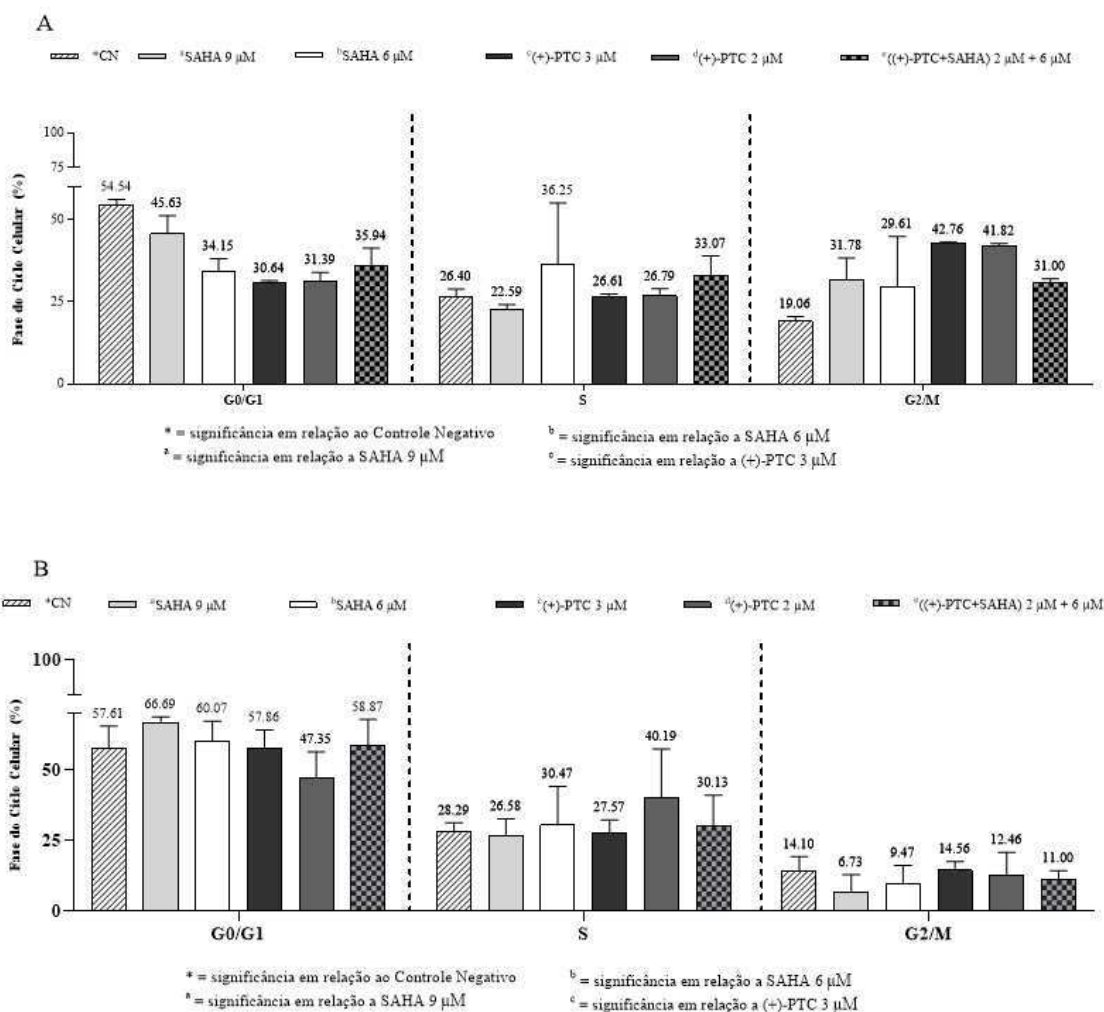 A
*CN ᵃSAHA 9 µM ᵇSAHA 6 µM ᶜ(+)-PTC 3 µM ᵈ(+)-PTC 2 µM ᵉ((+)-PTC+SAHA) 2 µM + 6 µM
Fase do Ciclo Celular (%)
100
75
50
25
0
54.54 45.63 34.15 30.64 31.39 35.94
26.40 22.59 36.25 26.61 26.79 33.07
19.06 31.78 29.61 42.76 41.82 31.00
G0/G1 S G2/M
* = significância em relação ao Controle Negativo ᵇ = significância em relação a SAHA 6 µM
ᵃ = significância em relação a SAHA 9 µM ᶜ = significância em relação a (+)-PTC 3 µM
B
*CN ᵃSAHA 9 µM ᵇSAHA 6 µM ᶜ(+)-PTC 3 µM ᵈ(+)-PTC 2 µM ᵉ((+)-PTC+SAHA) 2 µM + 6 µM
Fase do Ciclo Celular (%)
100
50
25
0
57.61 66.69 60.07 57.86 47.35 58.87
28.29 26.58 30.47 27.57 40.19 30.13
14.10 6.73 9.47 14.56 12.46 11.00
G0/G1 S G2/M
* = significância em relação ao Controle Negativo ᵇ = significância em relação a SAHA 6 µM
ᵃ = significância em relação a SAHA 9 µM ᶜ = significância em relação a (+)-PTC 3 µM